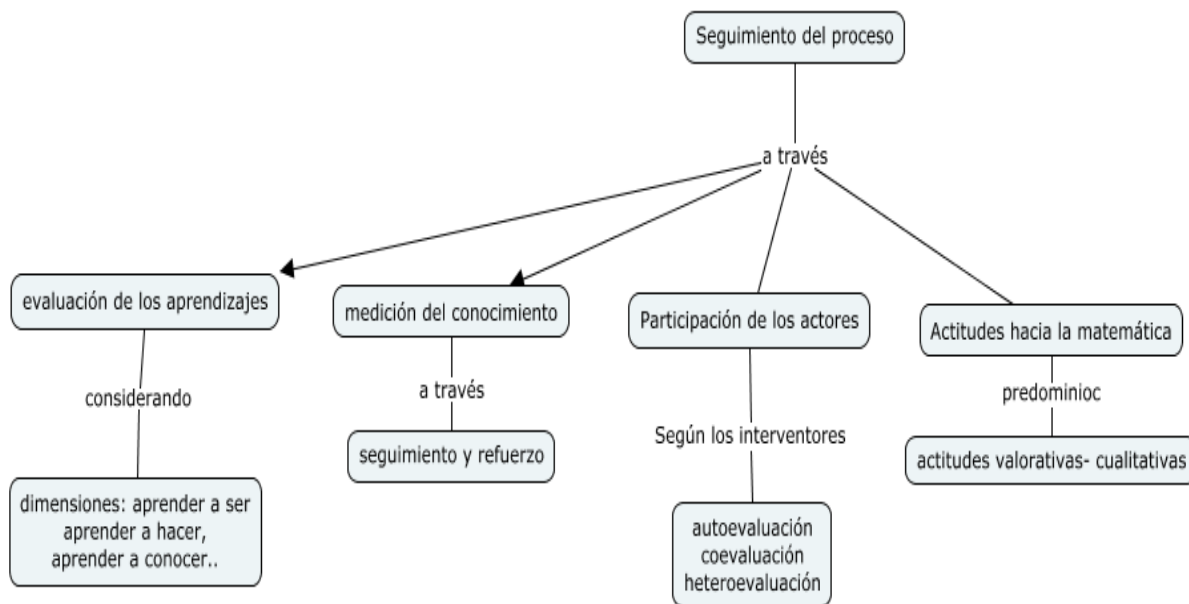 Seguimiento del proceso
a través
evaluación de los aprendizajes
considerando
dimensiones: aprender a ser
aprender a hacer,
aprender a conocer..
medición del conocimiento
a través
seguimiento y refuerzo
Participación de los actores
Según los interventores
autoevaluación
coevaluación
heteroevaluación
Actitudes hacia la matemática
predominioc
actitudes valorativas- cualitativas